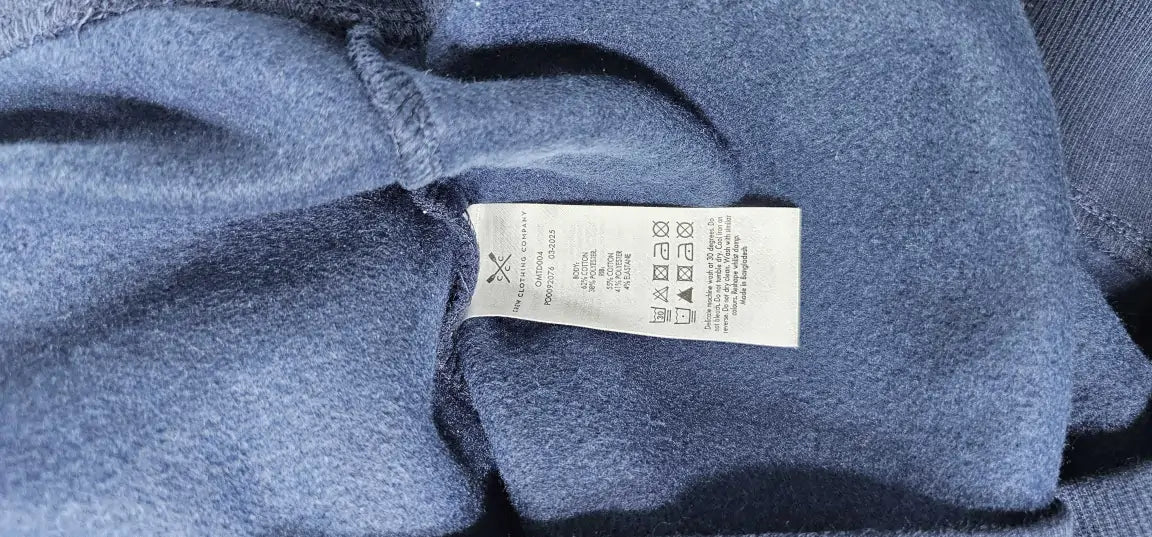 C C
C
CREW CLOTHING COMPANY
OMTD004
PO0092076 03-2025
BODY:
62% COTTON
38% POLYESTER
RIB:
55% COTTON
41% POLYESTER
4% ELASTANE
30
Delicate machine wash at 30 degrees. Do
not bleach. Do not tumble dry. Cool iron on
reverse. Do not dry clean. Wash with similar
colours. Reshape whilst damp.
Made in Bangladesh